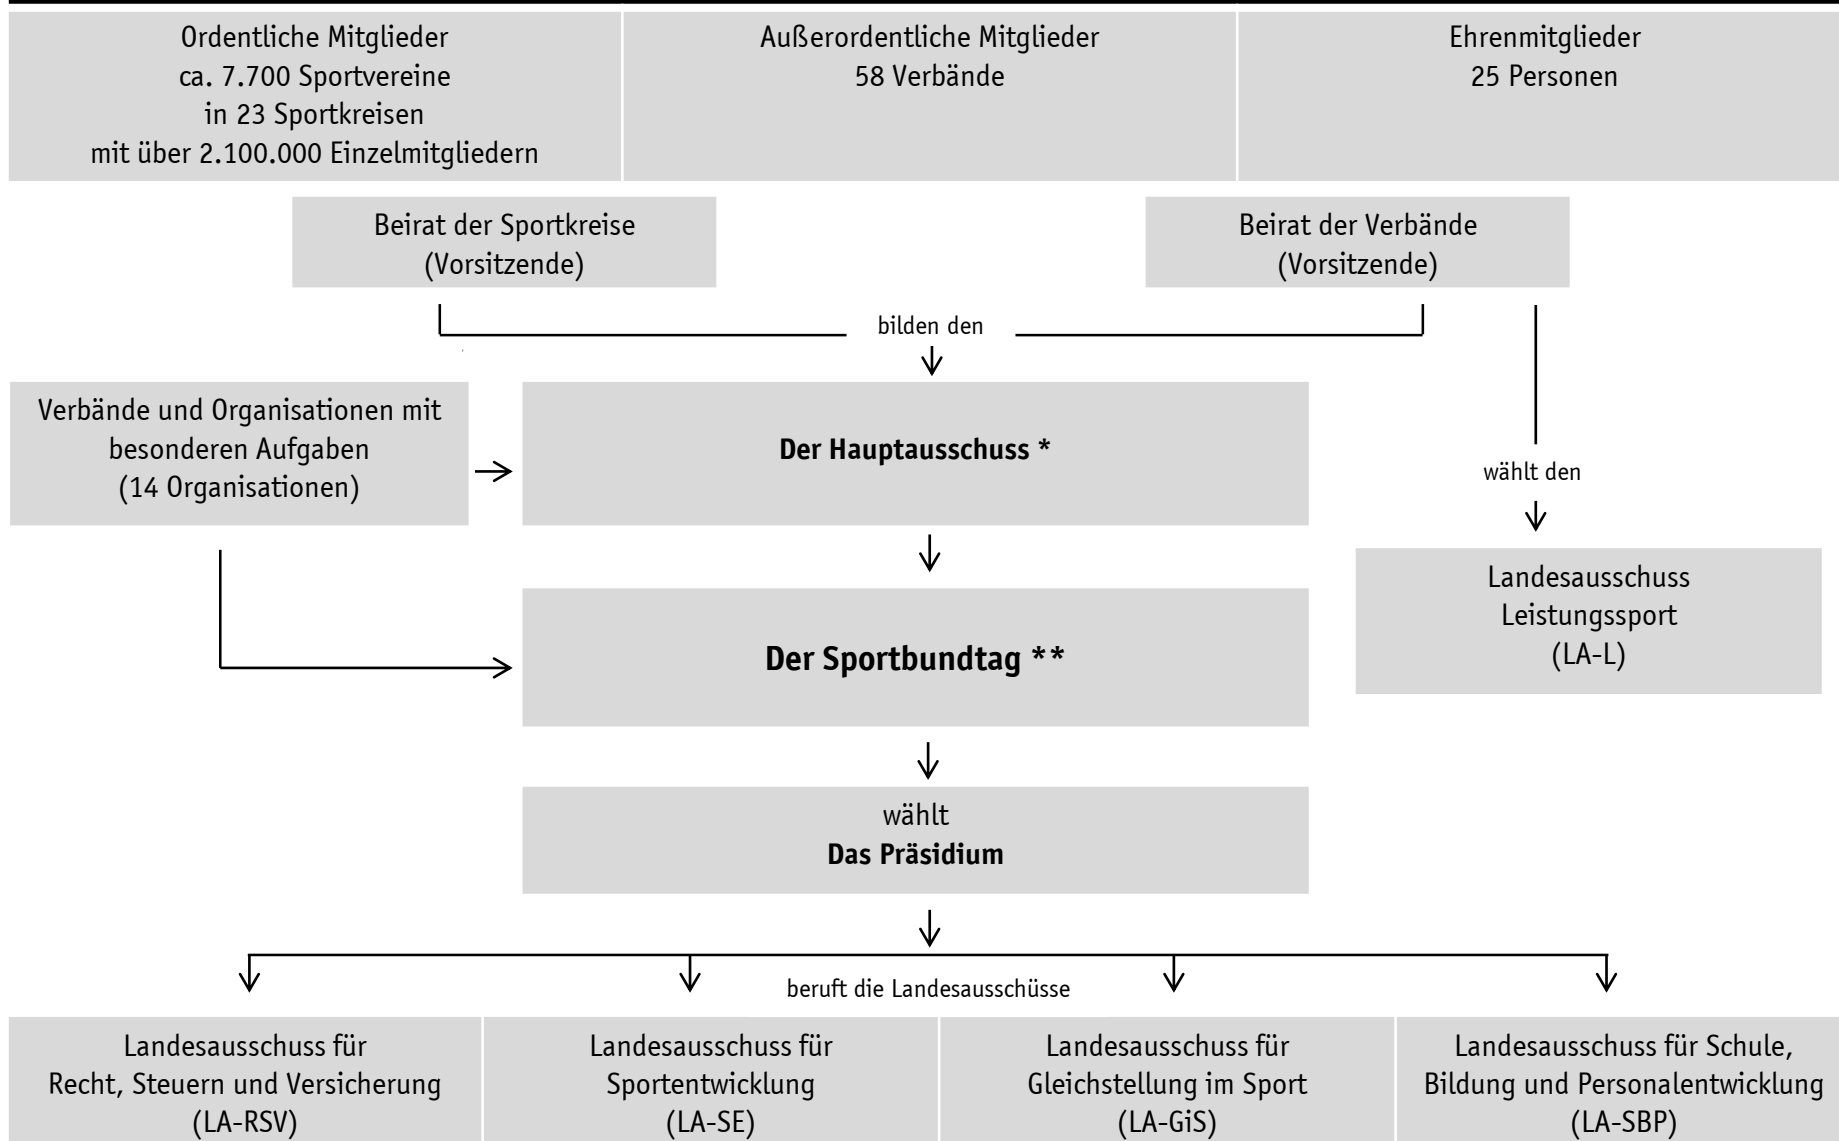 Ordentliche Mitglieder
ca. 7.700 Sportvereine
in 23 Sportkreisen
mit über 2.100.000 Einzelmitgliedern
Außerordentliche Mitglieder
58 Verbände
Ehrenmitglieder
25 Personen
Beirat der Sportkreise
(Vorsitzende)
Beirat der Verbände
(Vorsitzende)
bilden den
Verbände und Organisationen mit
besonderen Aufgaben
(14 Organisationen)
Der Hauptausschuss *
wählt den
Landesausschuss
Leistungssport
(LA-L)
Der Sportbundtag **
wählt
Das Präsidium
beruft die Landesausschüsse
Landesausschuss für
Recht, Steuern und Versicherung
(LA-RSV)
Landesausschuss für
Sportentwicklung
(LA-SE)
Landesausschuss für
Gleichstellung im Sport
(LA-GiS)
Landesausschuss für Schule,
Bildung und Personalentwicklung
(LA-SBP)